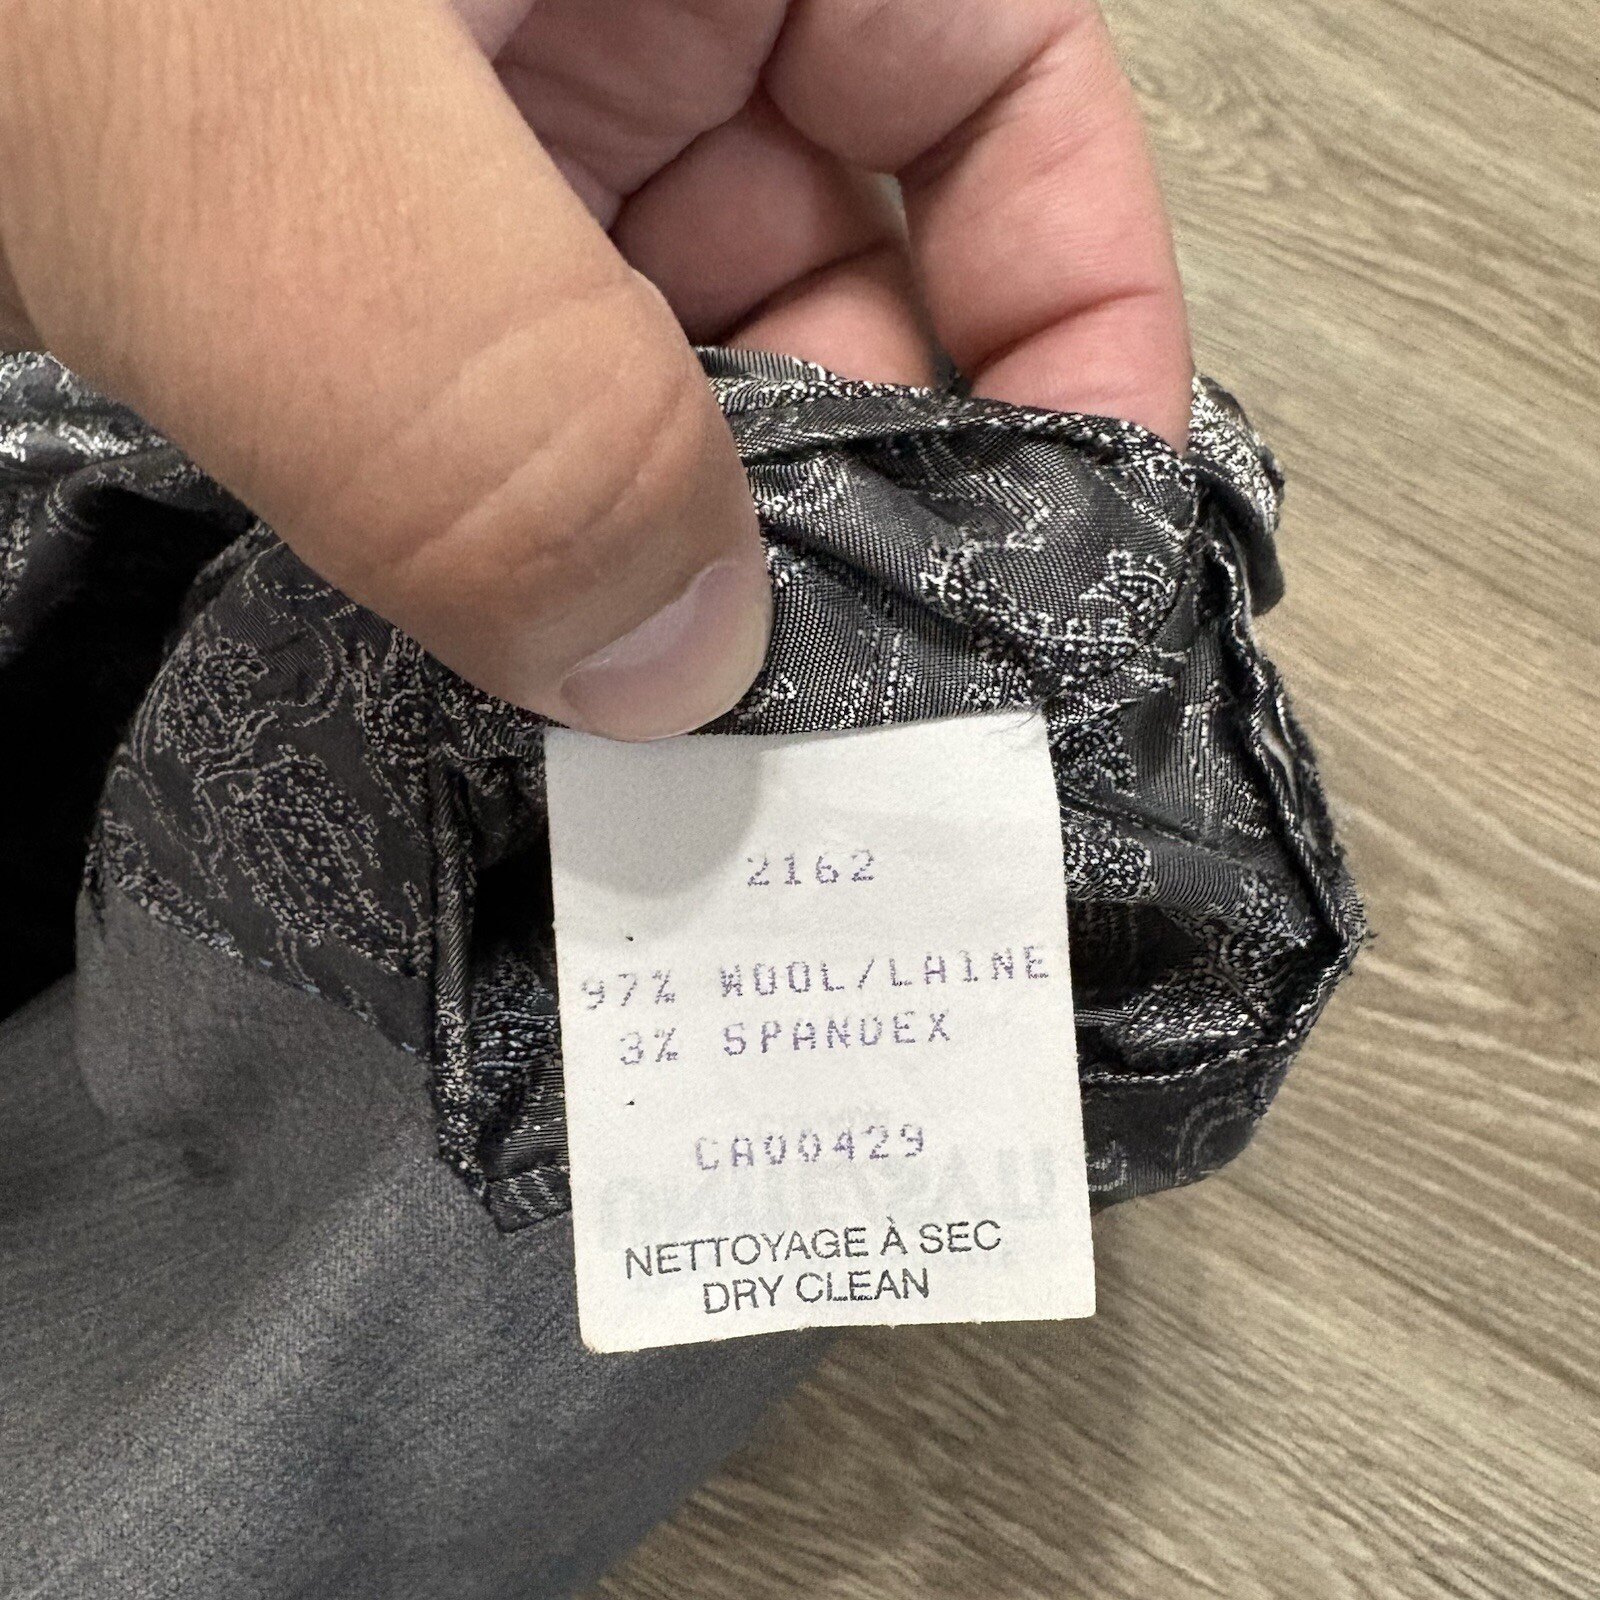 2162
97% WOOL/LAINE
3% SPANDEX
CA00429
NETTOYAGE À SEC
DRY CLEAN